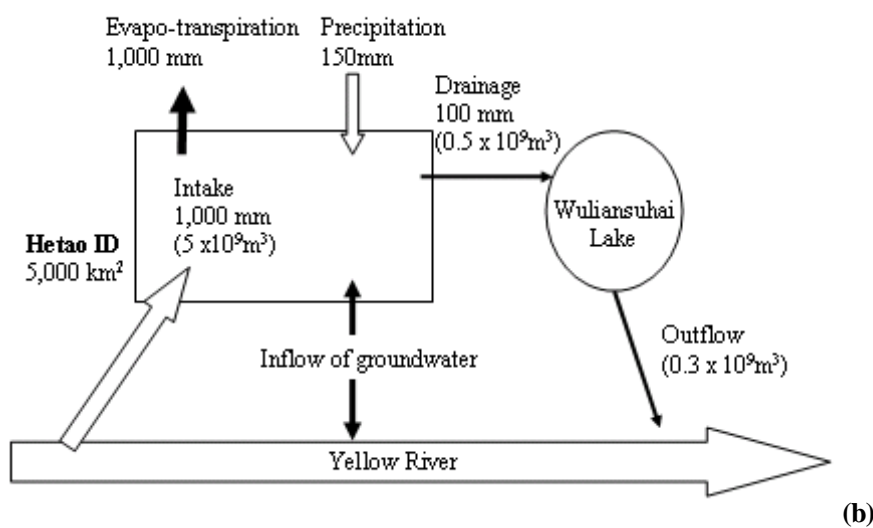 Evapo-transpiration
1,000 mm
Precipitation
150mm
Drainage
100 mm
(0.5 x 10⁹m³)
Intake
1,000 mm
(5 x10⁹m³)
Wuliansuhai
Lake
Hetao ID
5,000 km²
Inflow of groundwater
Outflow
(0.3 x 10⁹m³)
Yellow River
(b)